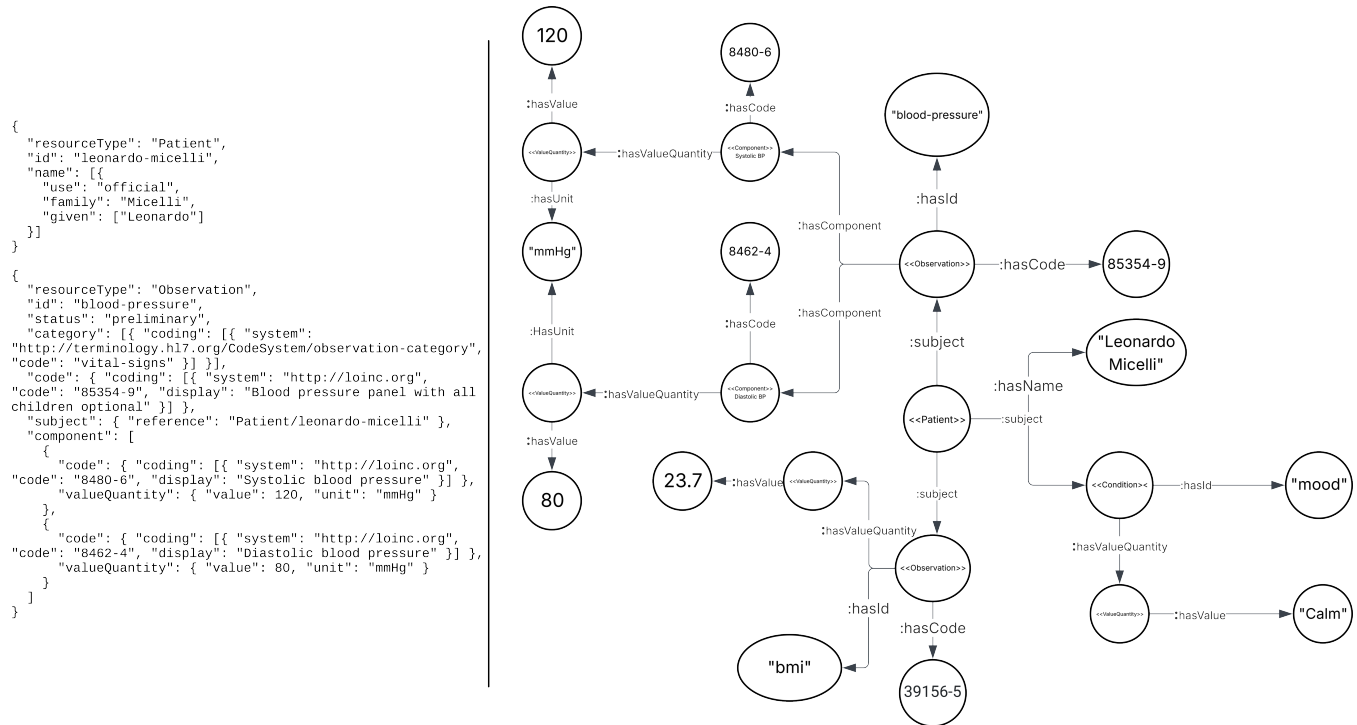 {
  "resourceType": "Patient",
  "id": "leonardo-micelli",
  "name": [{
    "use": "official",
    "family": "Micelli",
    "given": ["Leonardo"]
  }]
}
{
  "resourceType": "Observation",
  "id": "blood-pressure",
  "status": "preliminary",
  "category": [{ "coding": [{ "system":
"http://terminology.hl7.org/CodeSystem/observation-category",
"code": "vital-signs" }] }],
  "code": { "coding": [{ "system": "http://loinc.org",
"code": "85354-9", "display": "Blood pressure panel with all
children optional" }] },
  "subject": { "reference": "Patient/leonardo-micelli" },
  "component": [
    {
      "code": { "coding": [{ "system": "http://loinc.org",
"code": "8480-6", "display": "Systolic blood pressure" }] },
      "valueQuantity": { "value": 120, "unit": "mmHg" }
    },
    {
      "code": { "coding": [{ "system": "http://loinc.org",
"code": "8462-4", "display": "Diastolic blood pressure" }] },
      "valueQuantity": { "value": 80, "unit": "mmHg" }
    }
  ]
}
120
8480-6
:hasValue
:hasCode
"blood-pressure"
<<ValueQuantity>>
:hasValueQuantity
<<Component>>
Systolic BP
:hasUnit
:hasId
:hasComponent
"mmHg"
8462-4
<<Observation>>
:hasCode
85354-9
:HasUnit
:hasCode
:hasComponent
:subject
"Leonardo
Micelli"
:hasName
<<ValueQuantity>>
:hasValueQuantity
<<Component>>
Diastolic BP
<<Patient>>
:subject
:hasValue
80
23.7
:hasValue
<<ValueQuantity>>
:subject
<<Condition><
:hasId
"mood"
:hasValueQuantity
:hasValueQuantity
<<Observation>>
:hasId
:hasCode
<<ValueQuantity>>
:hasValue
"Calm"
"bmi"
39156-5